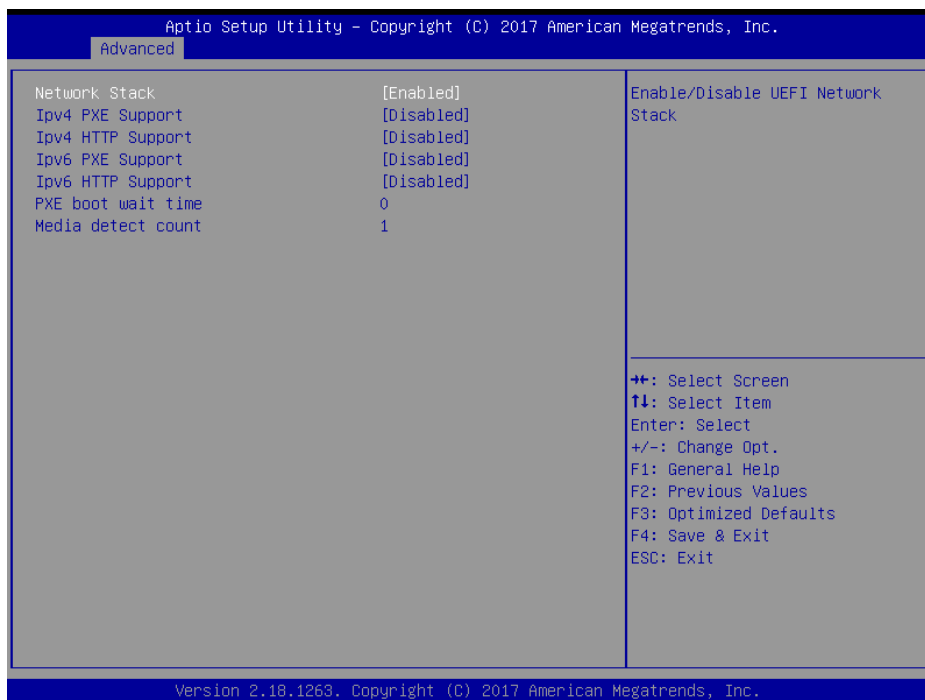 Aptio Setup Utility – Copyright (C) 2017 American Megatrends, Inc.
Advanced
Network Stack [Enabled]
Ipv4 PXE Support [Disabled]
Ipv4 HTTP Support [Disabled]
Ipv6 PXE Support [Disabled]
Ipv6 HTTP Support [Disabled]
PXE boot wait time 0
Media detect count 1
Enable/Disable UEFI Network
Stack
→←: Select Screen
↑↓: Select Item
Enter: Select
+/-: Change Opt.
F1: General Help
F2: Previous Values
F3: Optimized Defaults
F4: Save & Exit
ESC: Exit
Version 2.18.1263. Copyright (C) 2017 American Megatrends, Inc.